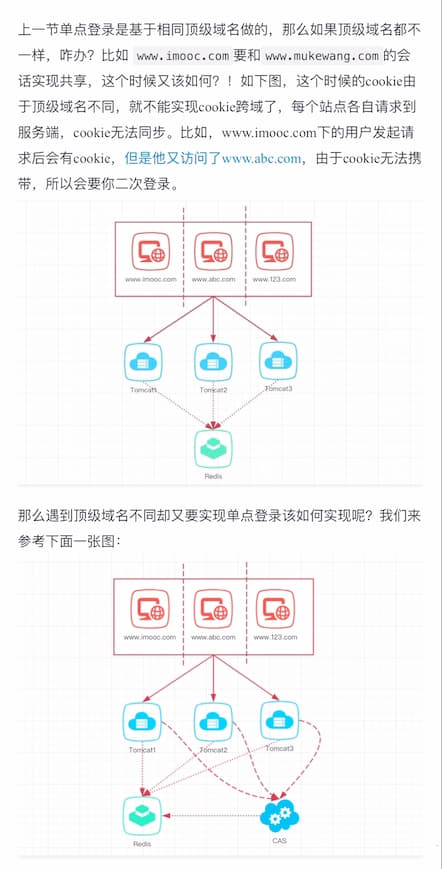 上一节单点登录是基于相同顶级域名做的，那么如果顶级域名都不
一样，咋办？比如 www.imooc.com 要和 www.mukewang.com 的会
话实现共享，这个时候又该如何？！如下图，这个时候的cookie由
于顶级域名不同，就不能实现cookie跨域了，每个站点各自请求到
服务端，cookie无法同步。比如，www.imooc.com下的用户发起请
求后会有cookie，但是他又访问了www.abc.com，由于cookie无法携
带，所以会要你二次登录。
www.imooc.com www.abc.com www.123.com
Tomcat1 Tomcat2 Tomcat3
Redis
那么遇到顶级域名不同却又要实现单点登录该如何实现呢？我们来
参考下面一张图：
www.imooc.com www.abc.com www.123.com
Tomcat1 Tomcat2 Tomcat3
Redis CAS